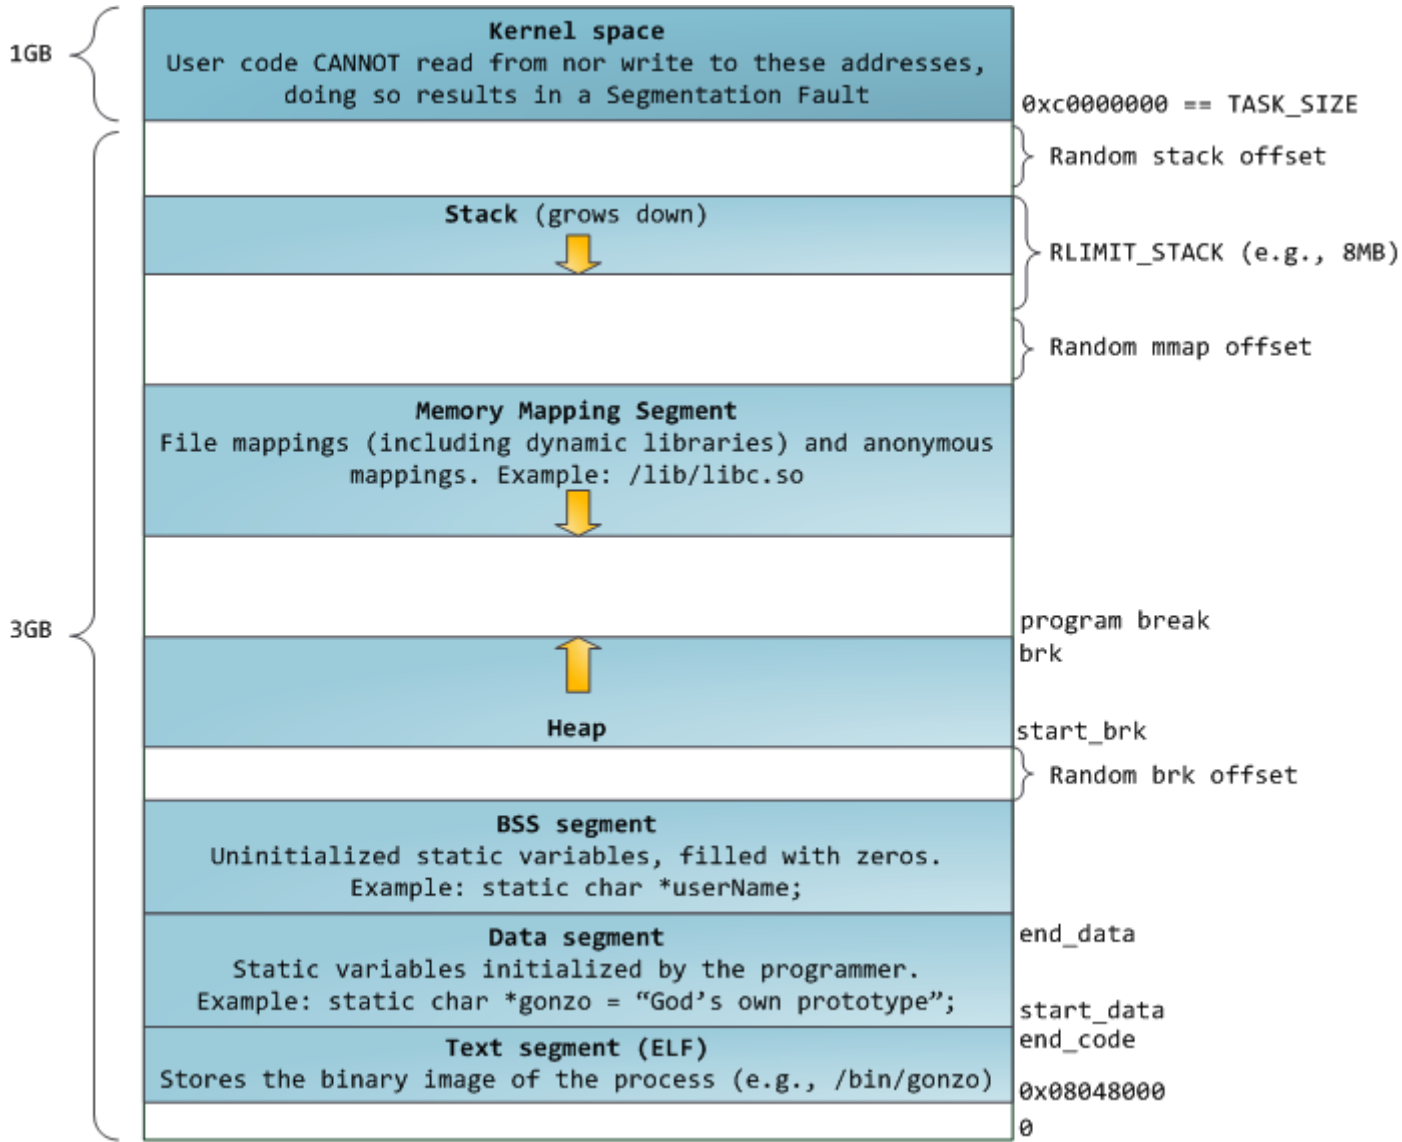 1GB
Kernel space
User code CANNOT read from nor write to these addresses,
doing so results in a Segmentation Fault
0xc0000000 == TASK_SIZE
Random stack offset
Stack (grows down)
RLIMIT_STACK (e.g., 8MB)
Random mmap offset
Memory Mapping Segment
File mappings (including dynamic libraries) and anonymous
mappings. Example: /lib/libc.so
3GB
program break
brk
Heap
start_brk
Random brk offset
BSS segment
Uninitialized static variables, filled with zeros.
Example: static char *userName;
Data segment
Static variables initialized by the programmer.
Example: static char *gonzo = “God’s own prototype”;
end_data
start_data
Text segment (ELF)
Stores the binary image of the process (e.g., /bin/gonzo)
end_code
0x08048000
0